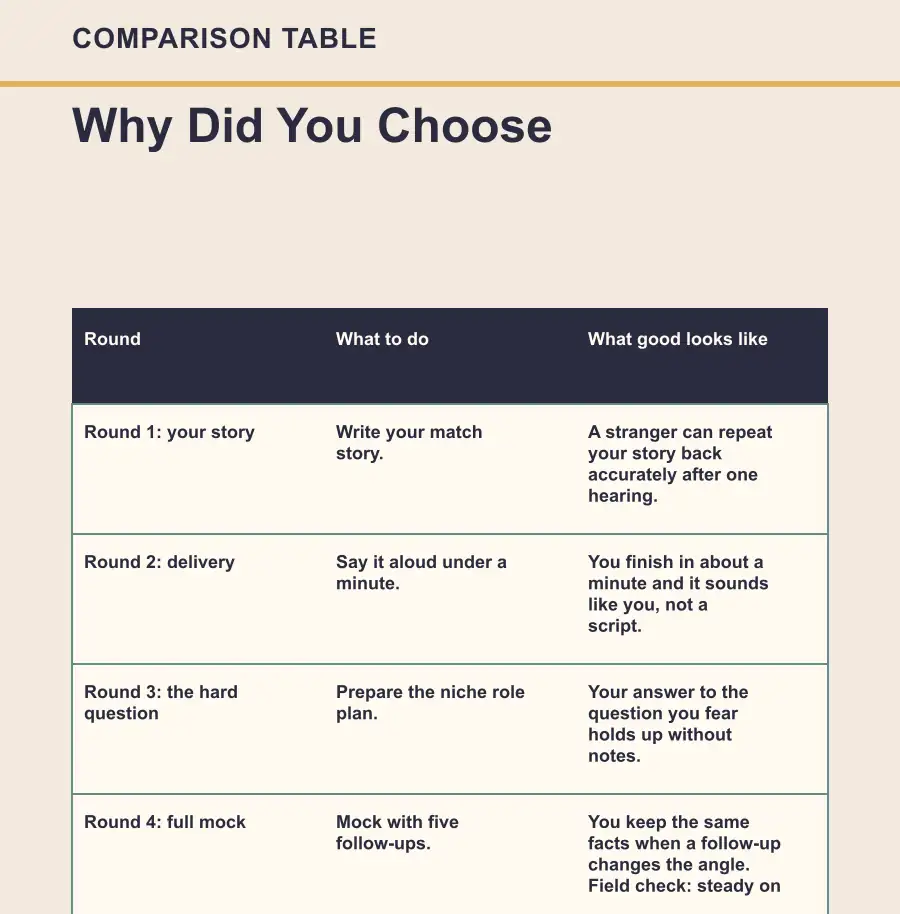 COMPARISON TABLE
Why Did You Choose
Round
What to do
What good looks like
Round 1: your story
Write your match
story.
A stranger can repeat
your story back
accurately after one
hearing.
Round 2: delivery
Say it aloud under a
minute.
You finish in about a
minute and it sounds
like you, not a
script.
Round 3: the hard
question
Prepare the niche role
plan.
Your answer to the
question you fear
holds up without
notes.
Round 4: full mock
Mock with five
follow-ups.
You keep the same
facts when a follow-up
changes the angle.
Field check: steady on